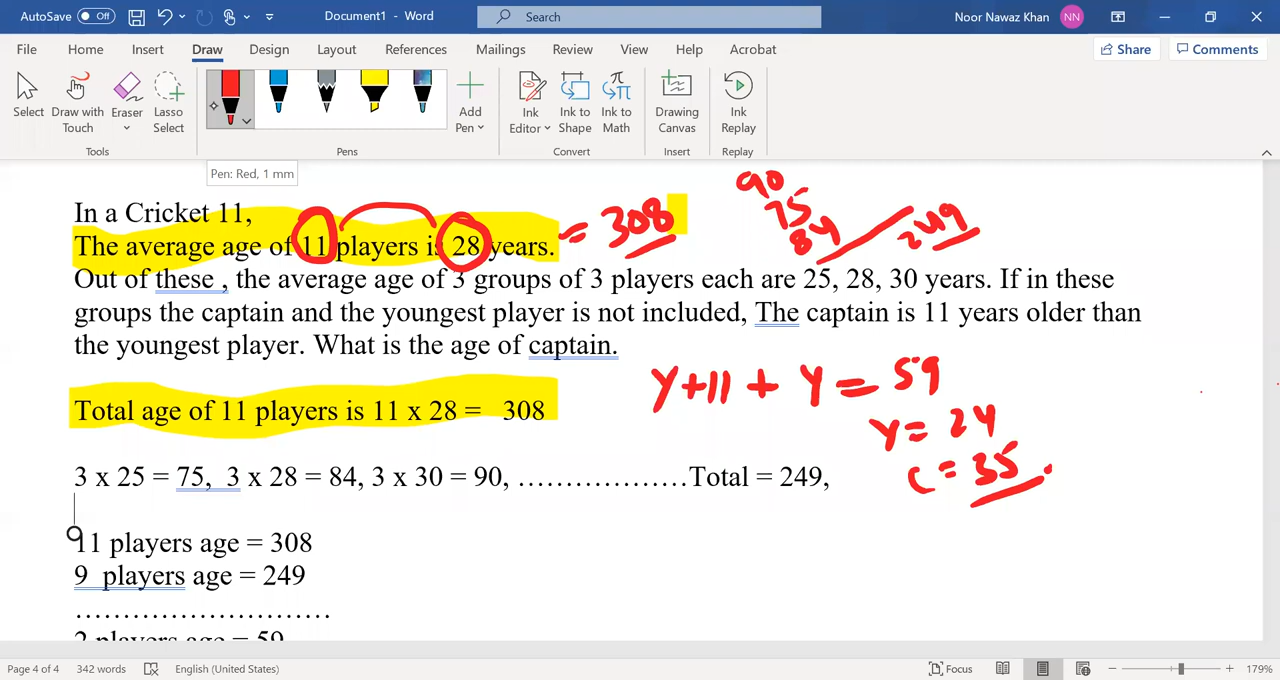 AutoSave Off Document1 - Word Search Noor Nawaz Khan NN
File Home Insert Draw Design Layout References Mailings Review View Help Acrobat Share Comments
Select Draw with Touch Eraser Lasso Select Add Pen Ink Editor Ink to Shape Ink to Math Drawing Canvas Ink Replay
Tools Pens Convert Insert Replay
Pen: Red, 1 mm
90
75
84 249
In a Cricket 11,
The average age of 11 players is 28 years. = 308
Out of these , the average age of 3 groups of 3 players each are 25, 28, 30 years. If in these
groups the captain and the youngest player is not included, The captain is 11 years older than
the youngest player. What is the age of captain.
Y+11 + Y = 59
Total age of 11 players is 11 x 28 = 308
Y = 24
C = 35
3 x 25 = 75, 3 x 28 = 84, 3 x 30 = 90, ………………Total = 249,
11 players age = 308
9 players age = 249
……………………….
2 players age = 59
Page 4 of 4 342 words English (United States) Focus 179%